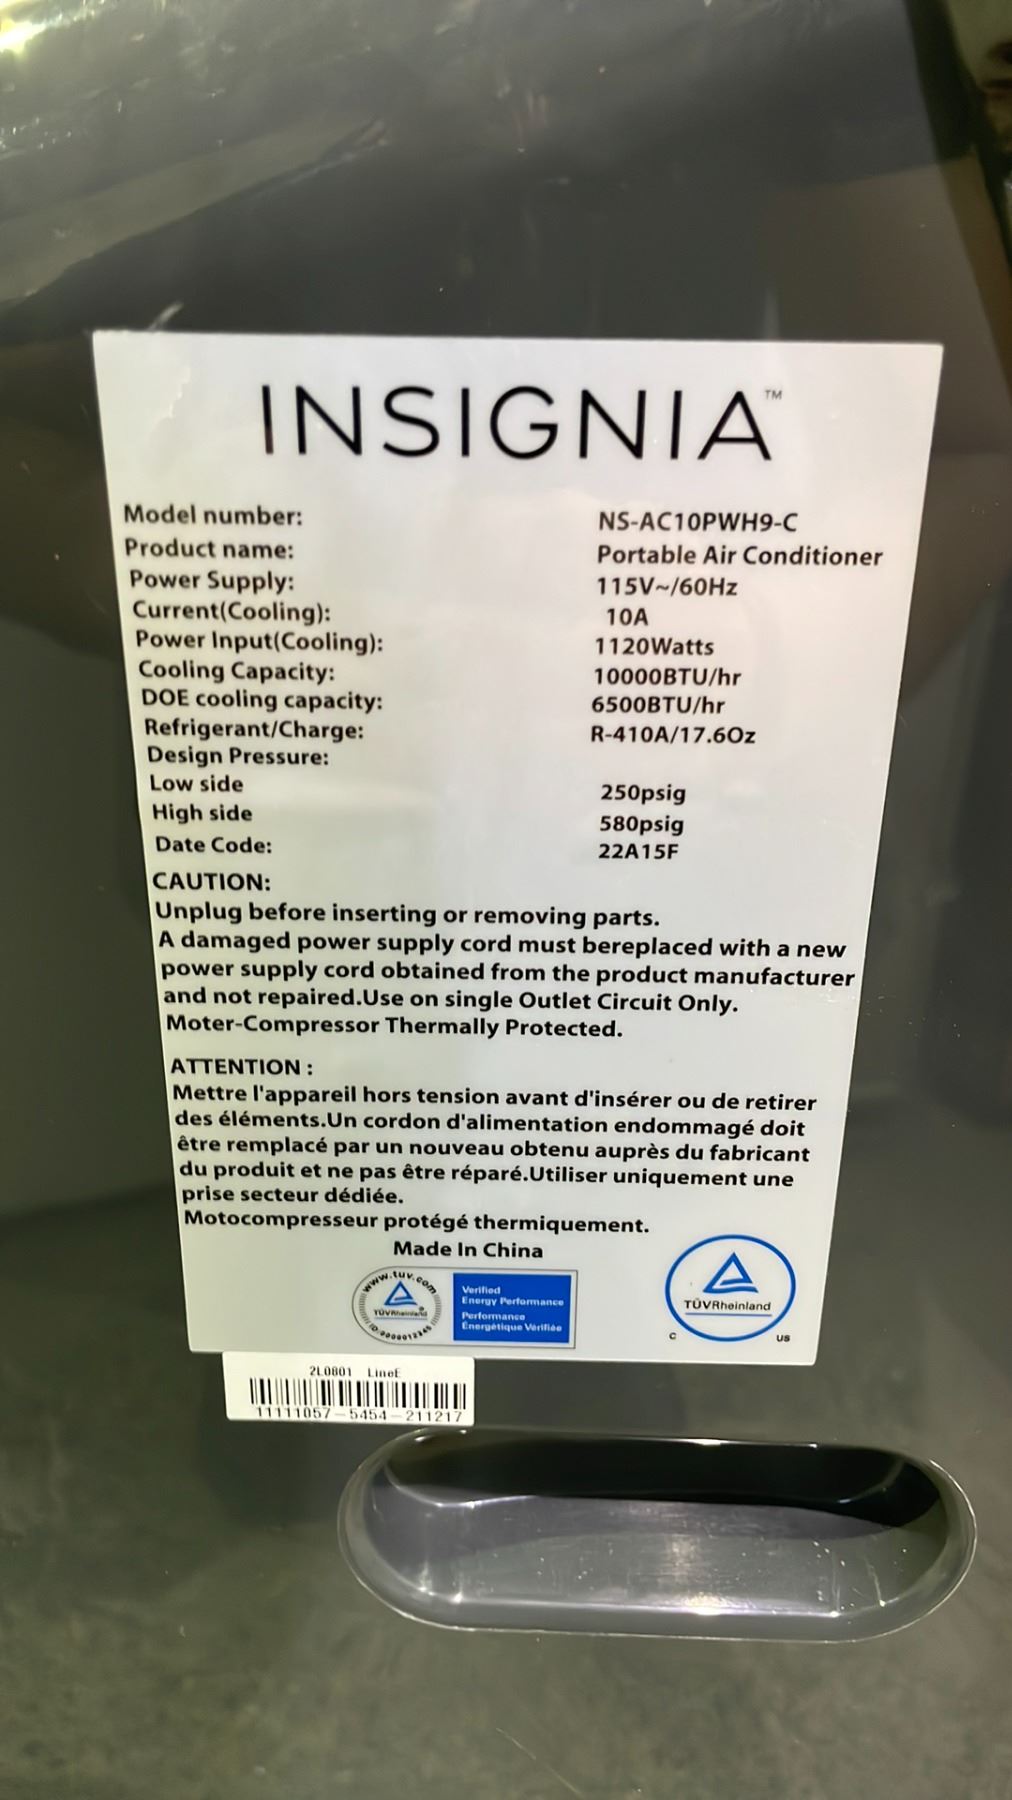 INSIGNIA™
Model number: NS-AC10PWH9-C
Product name: Portable Air Conditioner
Power Supply: 115V~/60Hz
Current(Cooling): 10A
Power Input(Cooling): 1120Watts
Cooling Capacity: 10000BTU/hr
DOE cooling capacity: 6500BTU/hr
Refrigerant/Charge: R-410A/17.6Oz
Design Pressure:
Low side 250psig
High side 580psig
Date Code: 22A15F
CAUTION:
Unplug before inserting or removing parts.
A damaged power supply cord must bereplaced with a new
power supply cord obtained from the product manufacturer
and not repaired.Use on single Outlet Circuit Only.
Moter-Compressor Thermally Protected.
ATTENTION :
Mettre l'appareil hors tension avant d'insérer ou de retirer
des éléments.Un cordon d'alimentation endommagé doit
être remplacé par un nouveau obtenu auprès du fabricant
du produit et ne pas être réparé.Utiliser uniquement une
prise secteur dédiée.
Motocompresseur protégé thermiquement.
Made In China
www.tuv.com
TÜVRheinland®
ID:0000012345
Verified
Energy Performance
Performance
Énergétique Vérifiée
TÜVRheinland
C US
2L0801 LineE
11111057-5454-211217